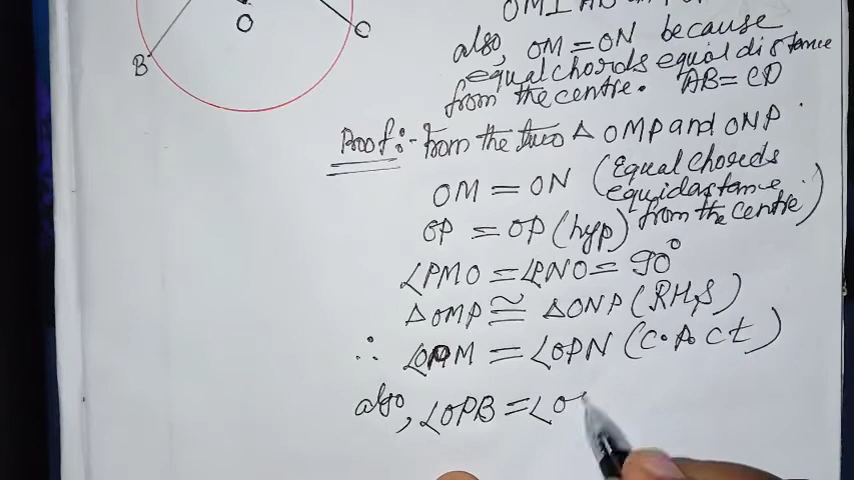 O
C
B
also, OM = ON because
equal chords equal distance
from the centre. AB = CD
Proof:- from the two △ OMP and ONP.
OM = ON (Equal chords
equidastance
from the centre)
OP = OP (hyp)
∠PMO = ∠PNO = 90°
△OMP ≅ △ONP (RHS)
∴ ∠OPM = ∠OPN (C.P.Ct)
also, ∠OPB = ∠O